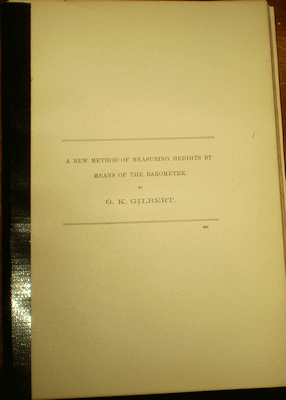 A NEW METHOD OF MEASURING HEIGHTS BY
MEANS OF THE BAROMETER.
BY
G. K. GILBERT.